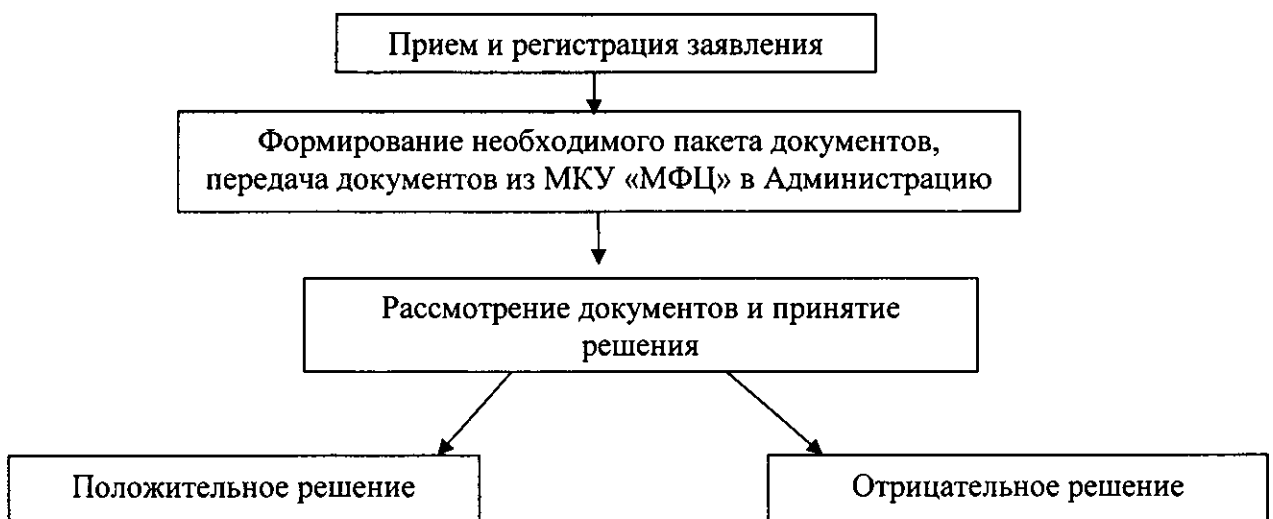 Прием и регистрация заявления
Формирование необходимого пакета документов,
передача документов из МКУ «МФЦ» в Администрацию
Рассмотрение документов и принятие
решения
Положительное решение
Отрицательное решение